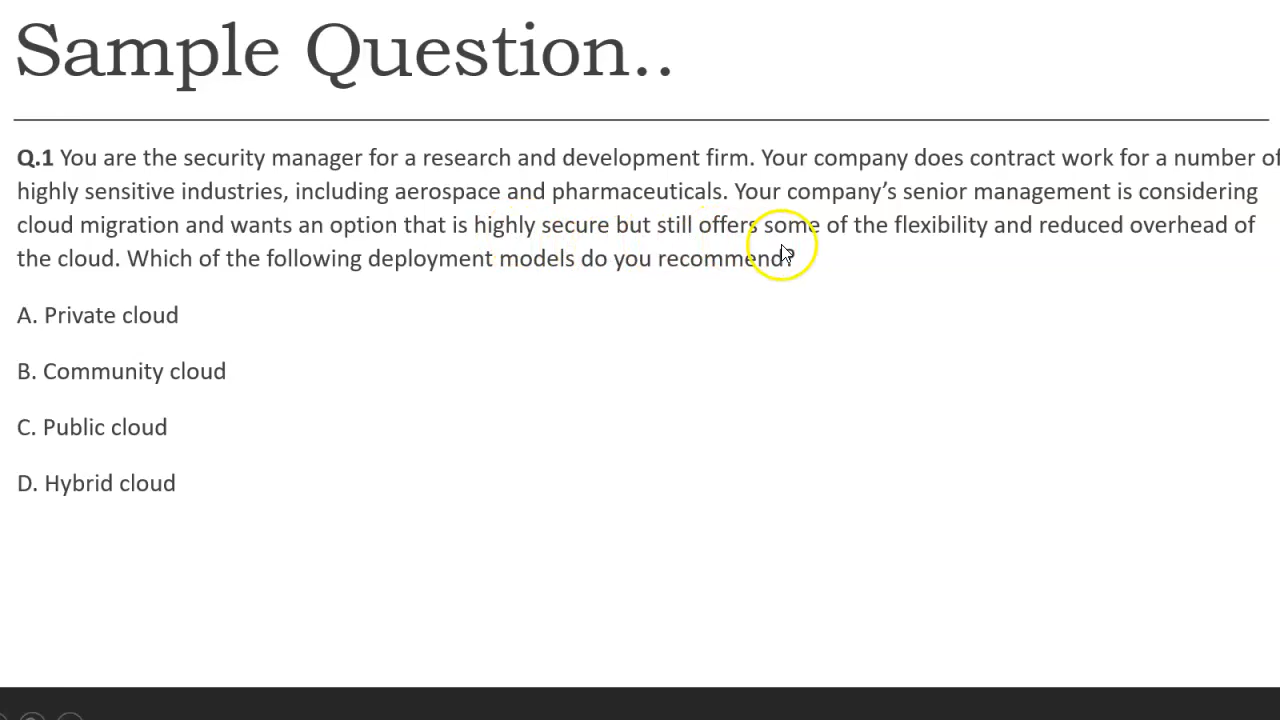 Sample Question..
Q.1 You are the security manager for a research and development firm. Your company does contract work for a number of
highly sensitive industries, including aerospace and pharmaceuticals. Your company’s senior management is considering
cloud migration and wants an option that is highly secure but still offers some of the flexibility and reduced overhead of
the cloud. Which of the following deployment models do you recommend?
A. Private cloud
B. Community cloud
C. Public cloud
D. Hybrid cloud